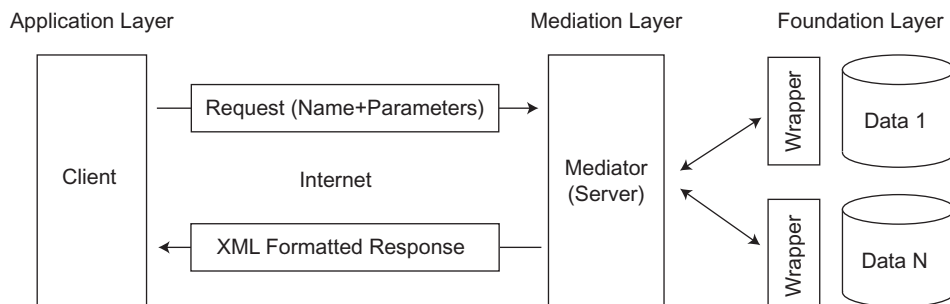 Application Layer
Mediation Layer
Foundation Layer
Request (Name+Parameters)
Wrapper
Data 1
Client
Internet
Mediator
(Server)
XML Formatted Response
Wrapper
Data N